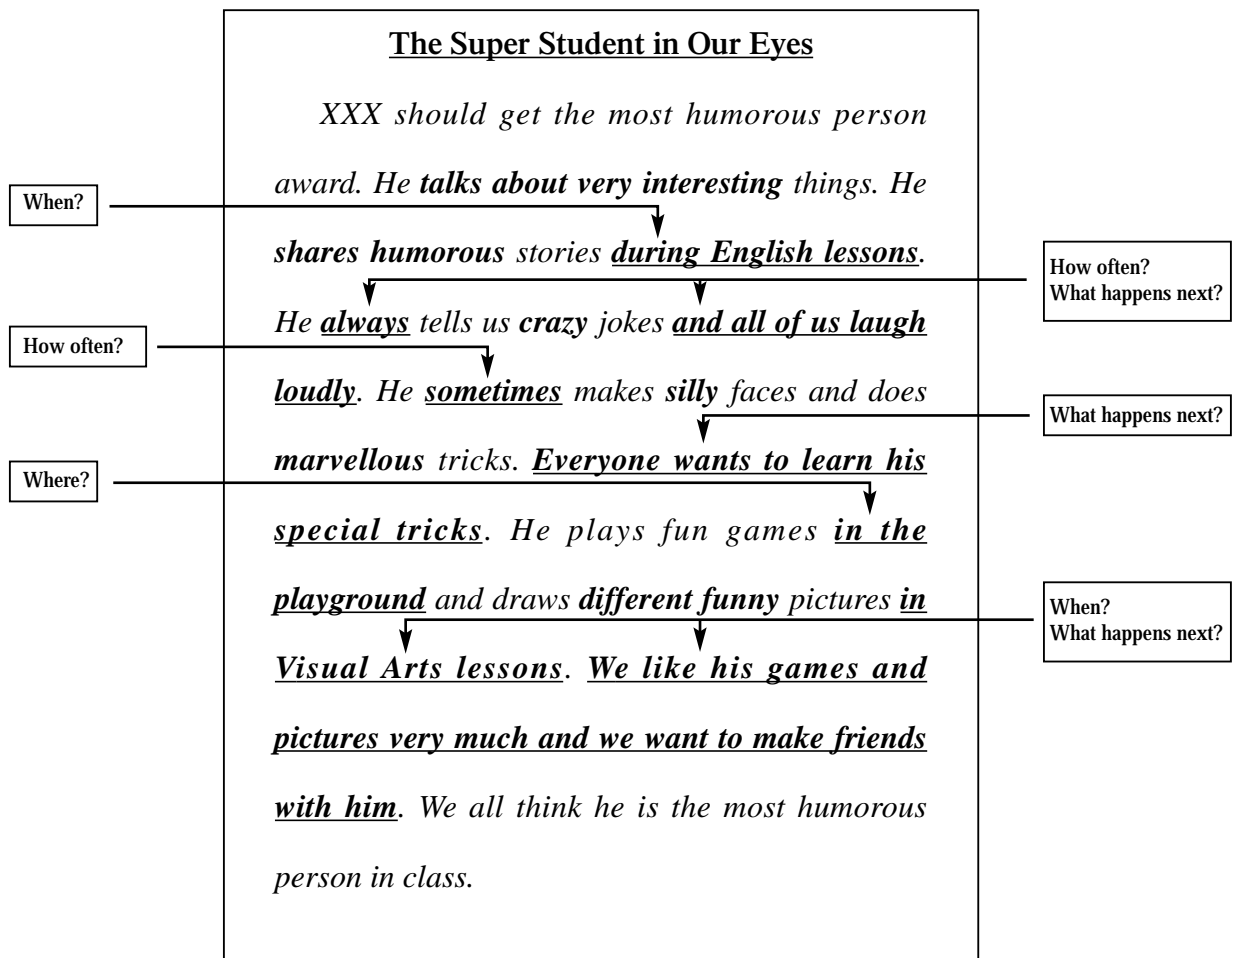 The Super Student in Our Eyes
XXX should get the most humorous person
award. He talks about very interesting things. He
When?
shares humorous stories during English lessons.
How often?
What happens next?
He always tells us crazy jokes and all of us laugh
How often?
loudly. He sometimes makes silly faces and does
What happens next?
marvellous tricks. Everyone wants to learn his
Where?
special tricks. He plays fun games in the
playground and draws different funny pictures in
When?
What happens next?
Visual Arts lessons. We like his games and
pictures very much and we want to make friends
with him. We all think he is the most humorous
person in class.